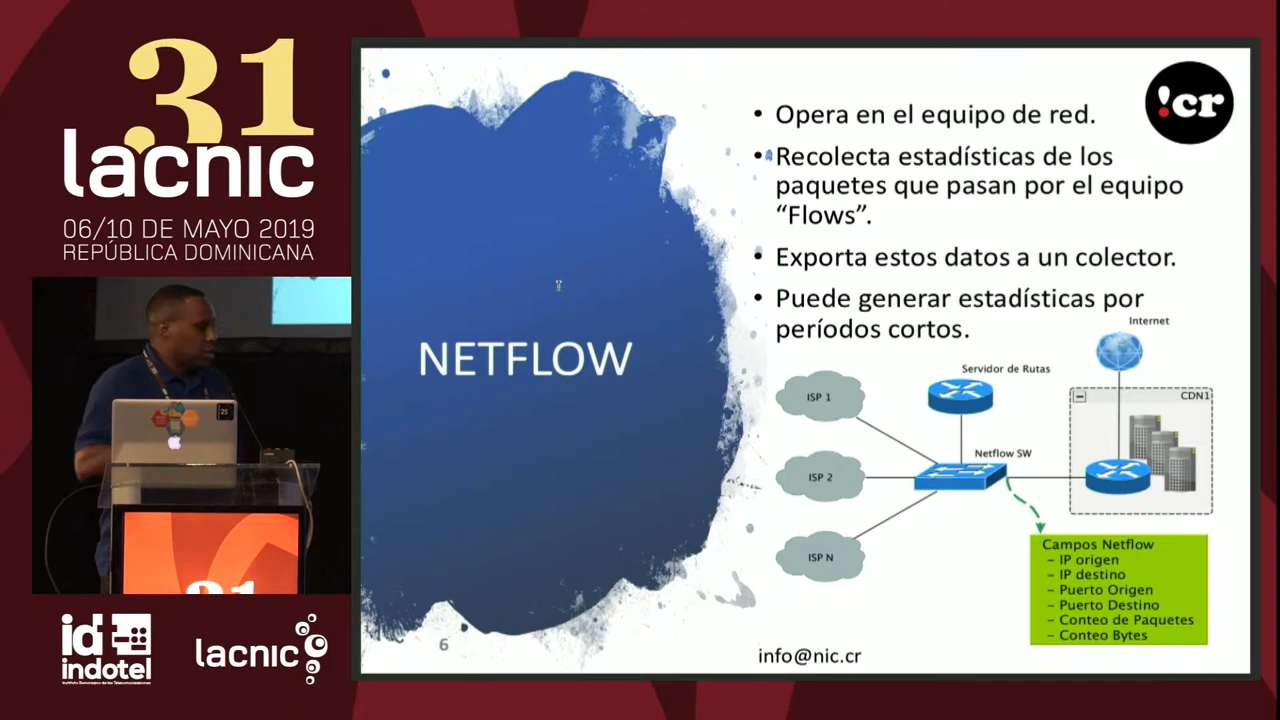 31
lacnic
06/10 DE MAYO 2019
REPÚBLICA DOMINICANA
25
31
id
indotel
lacnic
NETFLOW
6
!cr
• Opera en el equipo de red.
• Recolecta estadísticas de los
paquetes que pasan por el equipo
“Flows”.
• Exporta estos datos a un colector.
• Puede generar estadísticas por
períodos cortos.
Internet
Servidor de Rutas
CDN1
ISP 1
Netflow SW
ISP 2
ISP N
Campos Netflow
– IP origen
– IP destino
– Puerto Origen
– Puerto Destino
– Conteo de Paquetes
– Conteo Bytes
info@nic.cr